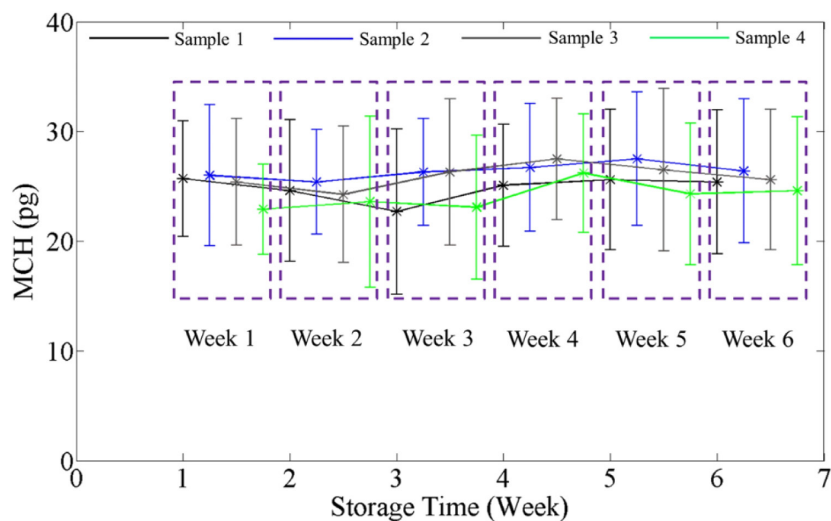 40
Sample 1 Sample 2 Sample 3 Sample 4
30
20
10
0
MCH (pg)
Week 1 Week 2 Week 3 Week 4 Week 5 Week 6
0 1 2 3 4 5 6 7
Storage Time (Week)